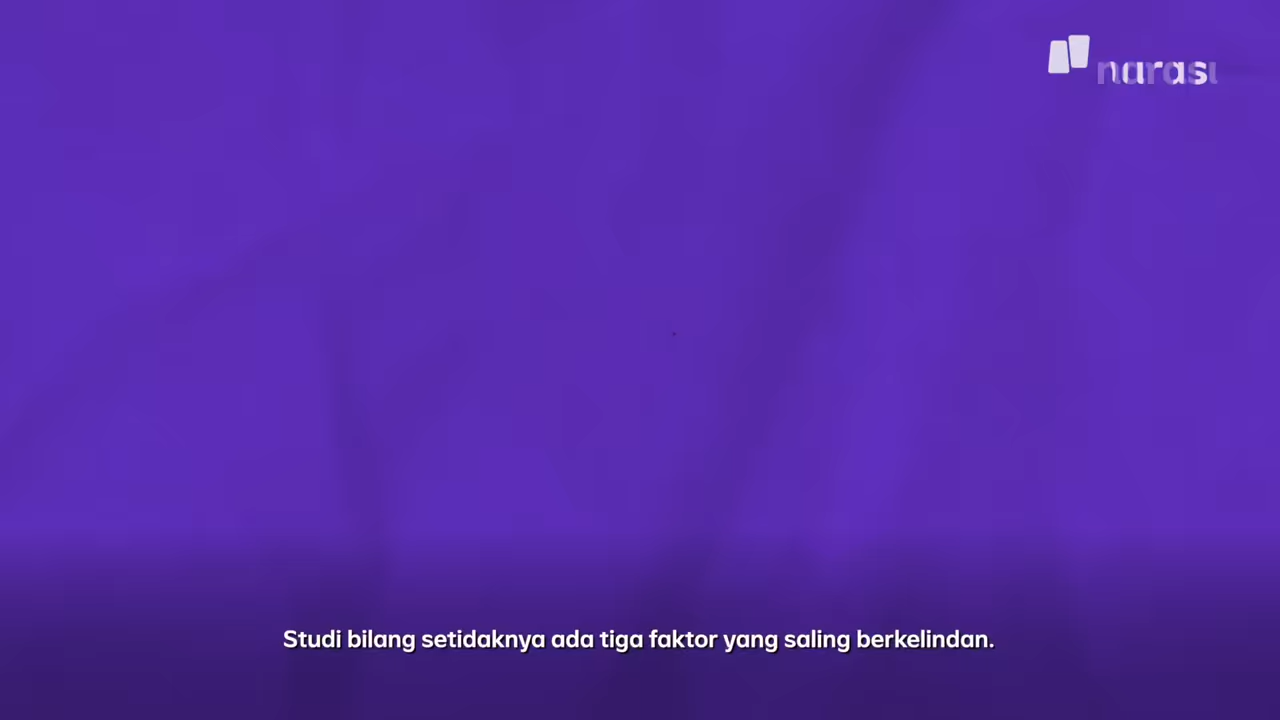 narasi
Studi bilang setidaknya ada tiga faktor yang saling berkelindan.